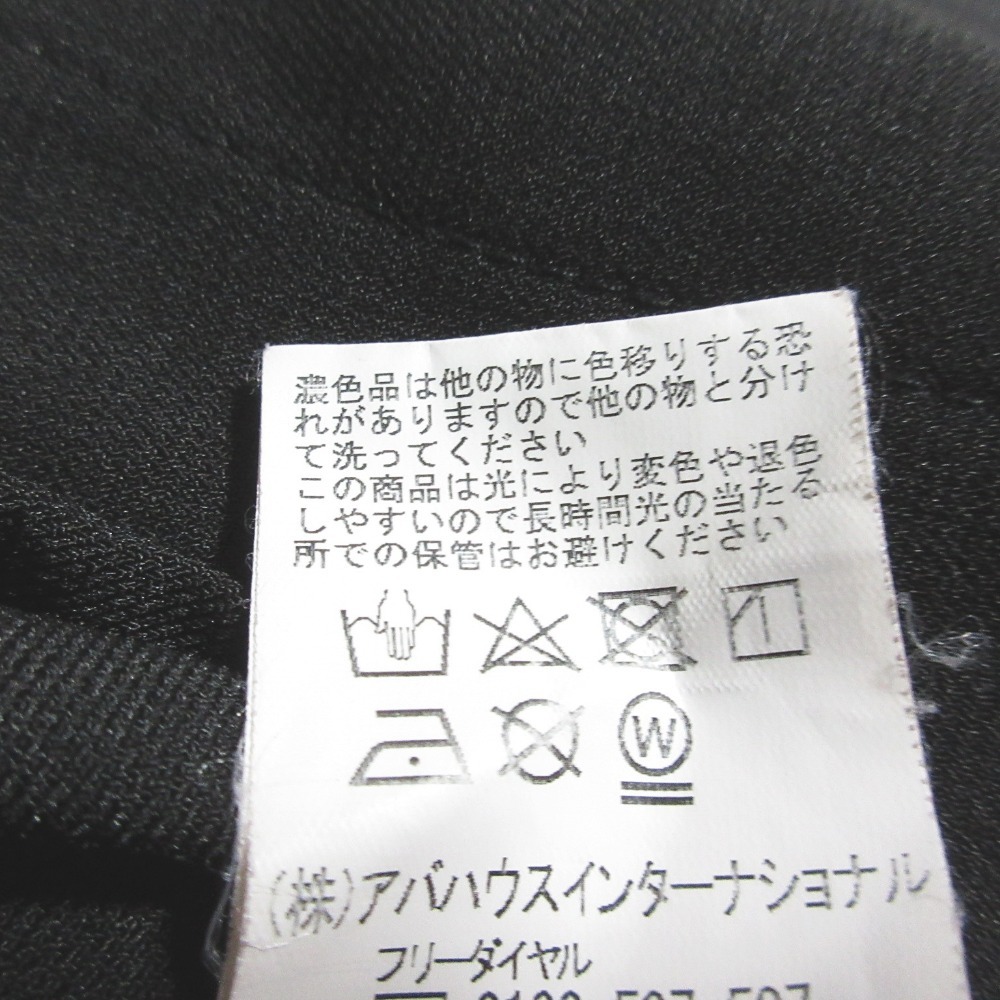 濃色品は他の物に色移りする恐
れがありますので他の物と分け
て洗ってください
この商品は光により変色や退色
しやすいので長時間光の当たる
所での保管はお避けください
W
(株)アバハウスインターナショナル
フリーダイヤル